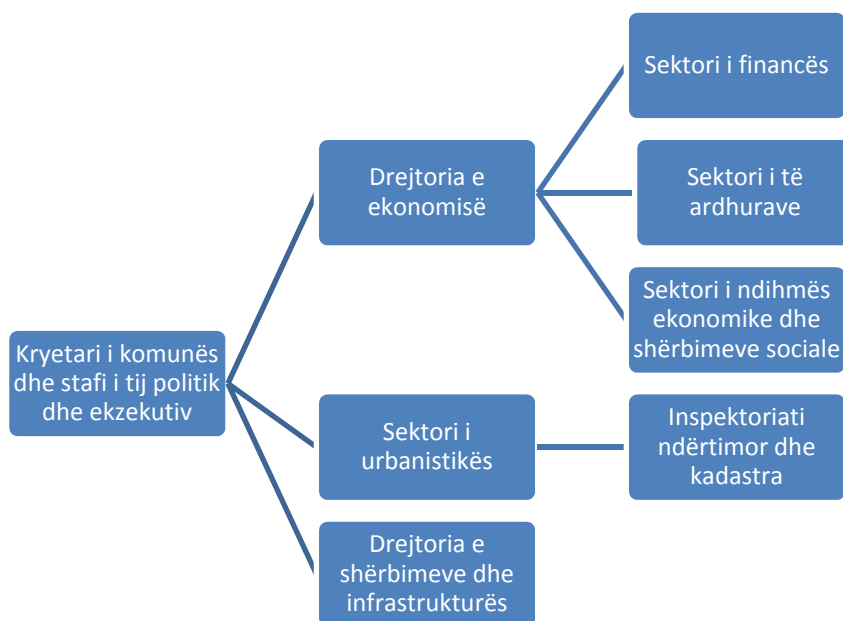 Kryetari i komunës
dhe stafi i tij politik
dhe ekzekutiv
Drejtoria e
ekonomisë
Sektori i financës
Sektori i të
ardhurave
Sektori i ndihmës
ekonomike dhe
shërbimeve sociale
Sektori i
urbanistikës
Inspektoriati
ndërtimor dhe
kadastra
Drejtoria e
shërbimeve dhe
infrastrukturës